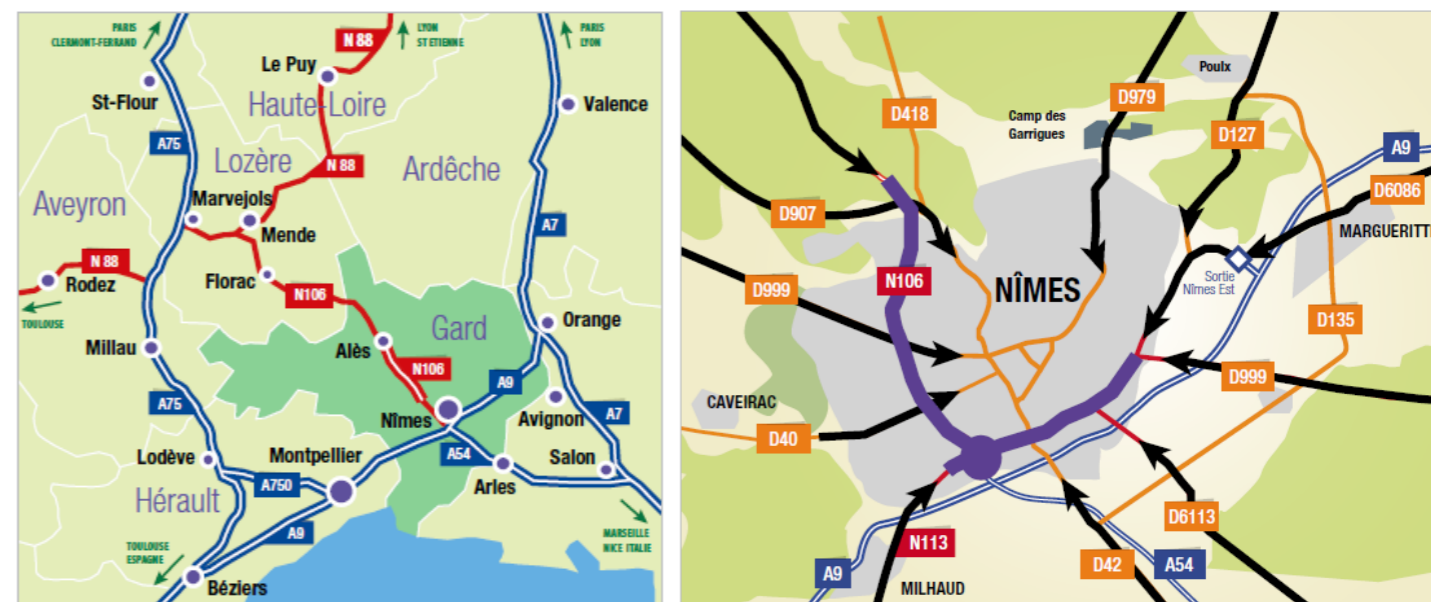 PARIS
CLERMONT-FERRAND
N 88
LYON
ST ETIENNE
PARIS
LYON
Le Puy
St-Flour
Haute-Loire
Valence
A75
Lozère
N 88
Ardêche
Aveyron
Marvejols
Mende
A7
N 88
Rodez
Florac
N106
TOULOUSE
Gard
Orange
Millau
Alès
N106
A9
A75
Nîmes
Avignon
A7
Lodève
Montpellier
A54
Salon
A750
Arles
Hérault
A9
TOULOUSE
ESPAGNE
MARSEILLE
NICE ITALIE
Béziers
Poulx
D979
D418
Camp des
Garrigues
D127
A9
D6086
D907
MARGUERITTE
N106
NÎMES
Sortie
Nîmes Est
D999
D135
D999
CAVEIRAC
D40
D6113
N113
D42
A54
A9
MILHAUD